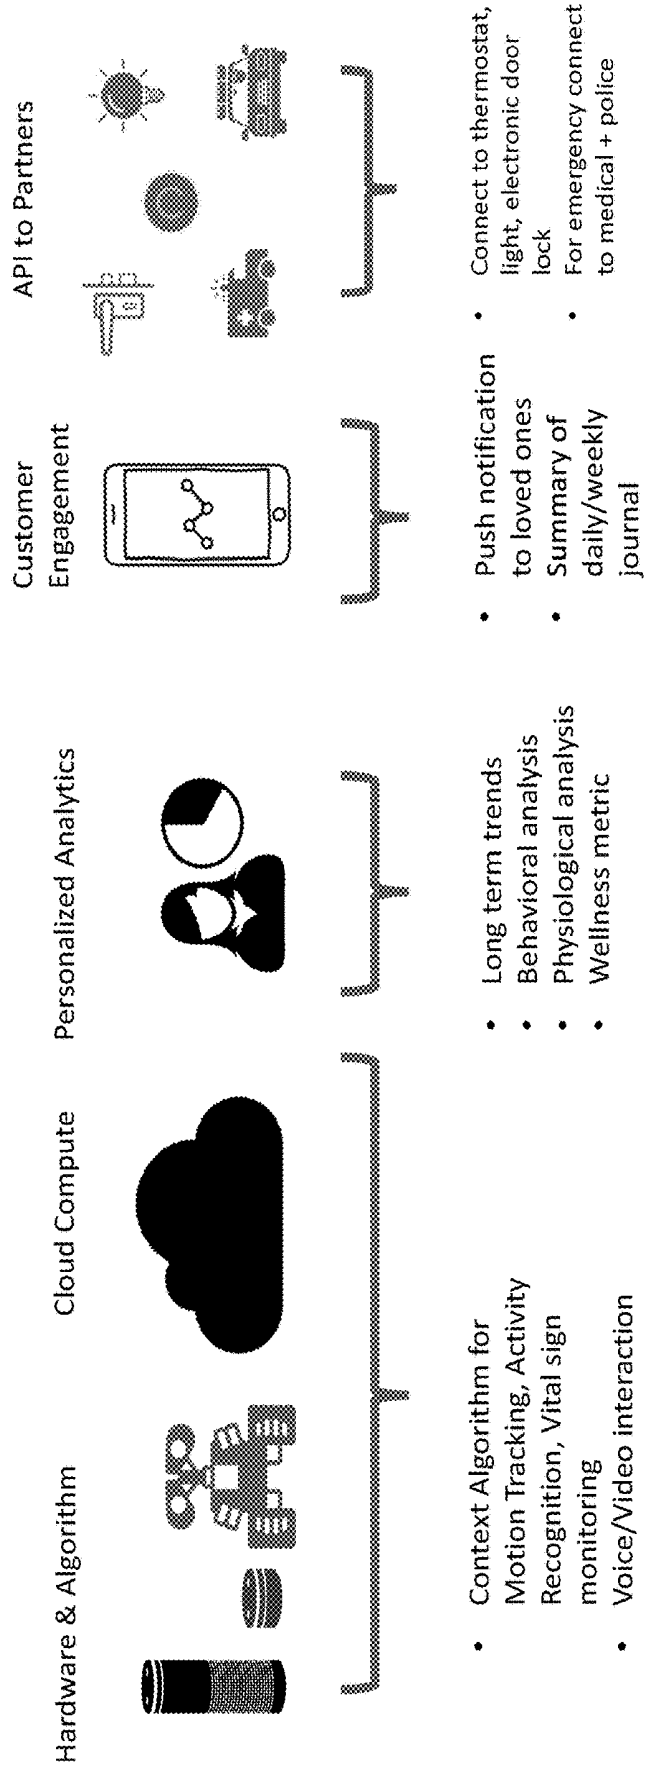 Hardware & Algorithm
Cloud Compute
Personalized Analytics
Customer
Engagement
API to Partners
• Context Algorithm for
Motion Tracking, Activity
Recognition, Vital sign
monitoring
• Voice/Video interaction
• Long term trends
• Behavioral analysis
• Physiological analysis
• Wellness metric
• Push notification
to loved ones
• Summary of
daily/weekly
journal
• Connect to thermostat,
light, electronic door
lock
• For emergency connect
to medical + police